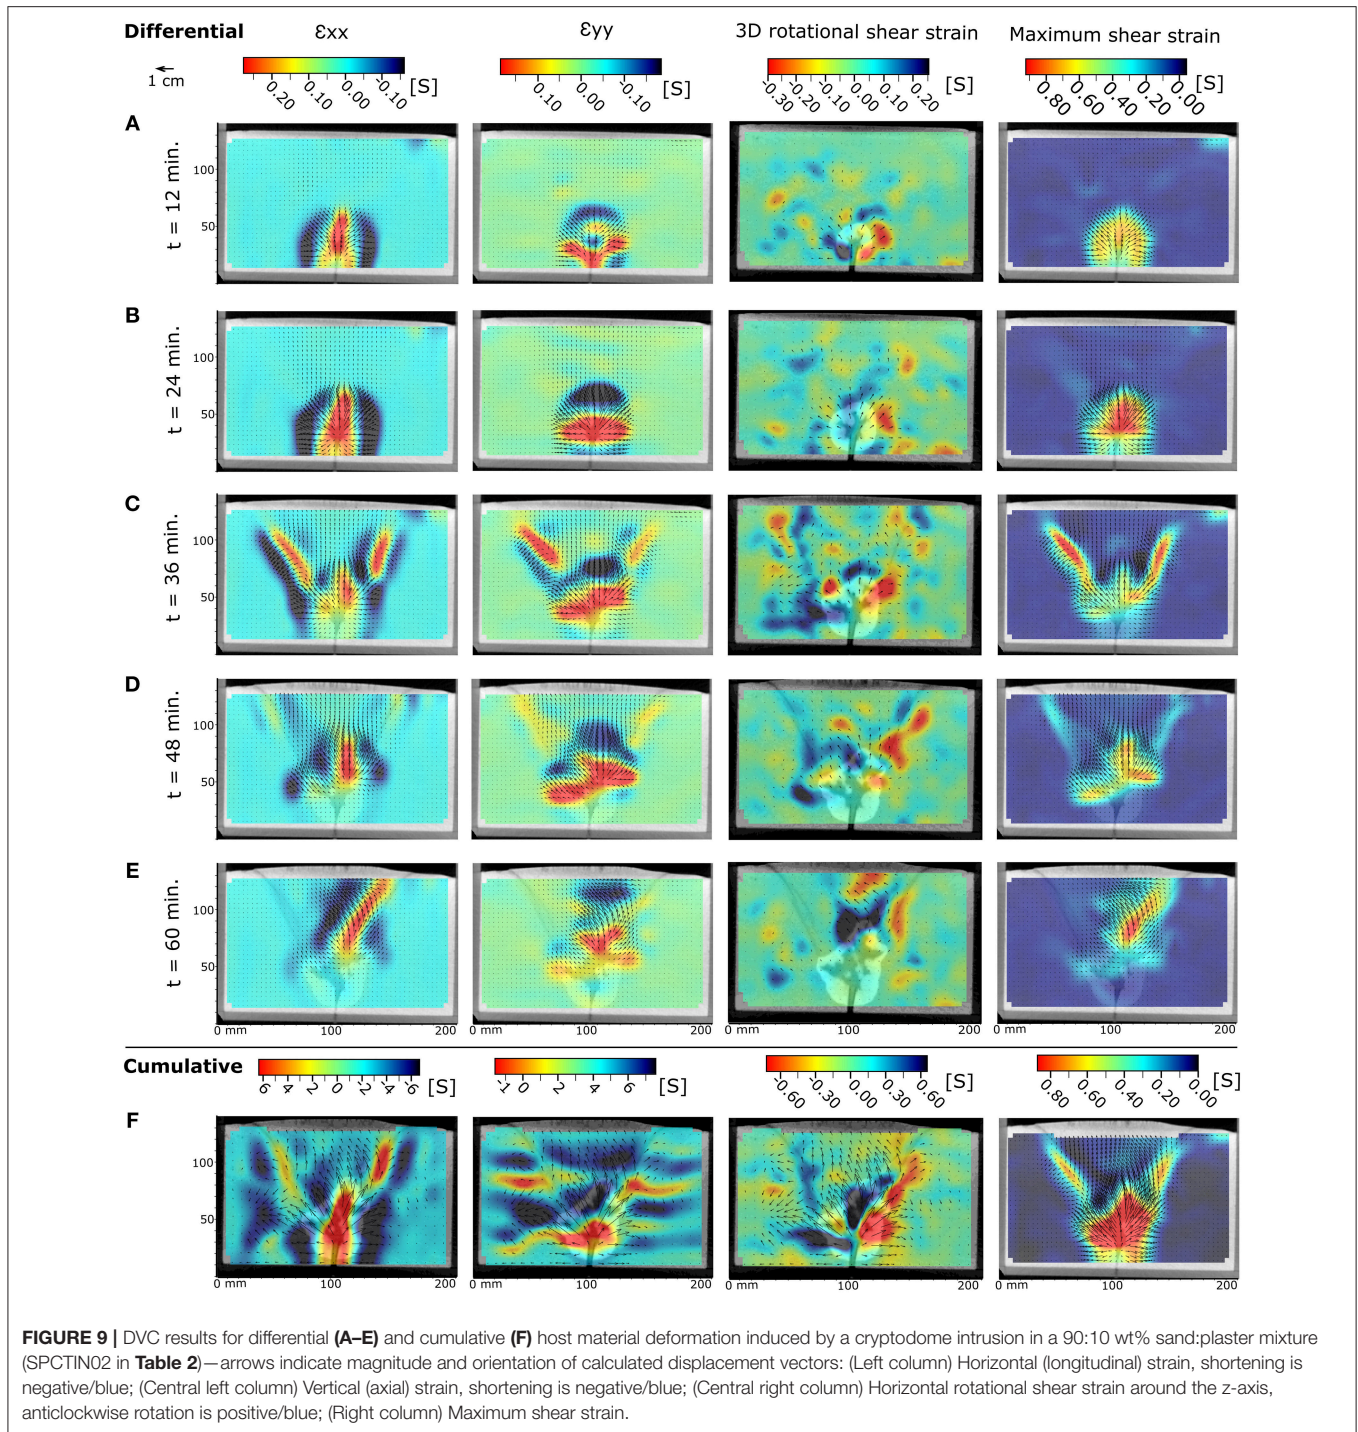 Differential
εxx
εyy
3D rotational shear strain
Maximum shear strain
1 cm
0.20 0.10 0.00 -0.10 [S]
0.10 0.00 -0.10 [S]
-0.30 -0.20 -0.10 0.00 0.10 0.20 [S]
0.80 0.60 0.40 0.20 0.00 [S]
A
t = 12 min.
100
50
B
t = 24 min.
100
50
C
t = 36 min.
100
50
D
t = 48 min.
100
50
E
t = 60 min.
100
50
0 mm 100 200
0 mm 100 200
0 mm 100 200
0 mm 100 200
Cumulative
6 4 2 0 -2 -4 -6 [S]
-1 0 2 4 6 [S]
-0.60 -0.30 0.00 0.30 0.60 [S]
0.80 0.60 0.40 0.20 0.00 [S]
F
100
50
0 mm 100 200
0 mm 100 200
0 mm 100 200
0 mm 100 200
FIGURE 9 | DVC results for differential (A–E) and cumulative (F) host material deformation induced by a cryptodome intrusion in a 90:10 wt% sand:plaster mixture
(SPCTIN02 in Table 2)—arrows indicate magnitude and orientation of calculated displacement vectors: (Left column) Horizontal (longitudinal) strain, shortening is
negative/blue; (Central left column) Vertical (axial) strain, shortening is negative/blue; (Central right column) Horizontal rotational shear strain around the z-axis,
anticlockwise rotation is positive/blue; (Right column) Maximum shear strain.